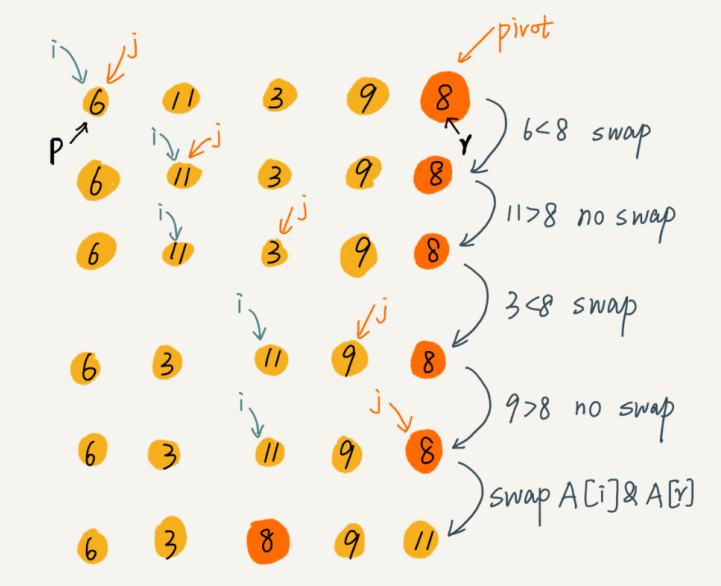 pivot
i j
6 11 3 9 8
p r
6<8 swap
i j
6 11 3 9 8
11>8 no swap
i j
6 11 3 9 8
3<8 swap
i j
6 3 11 9 8
9>8 no swap
i j
6 3 11 9 8
swap A[i]&A[r]
6 3 8 9 11